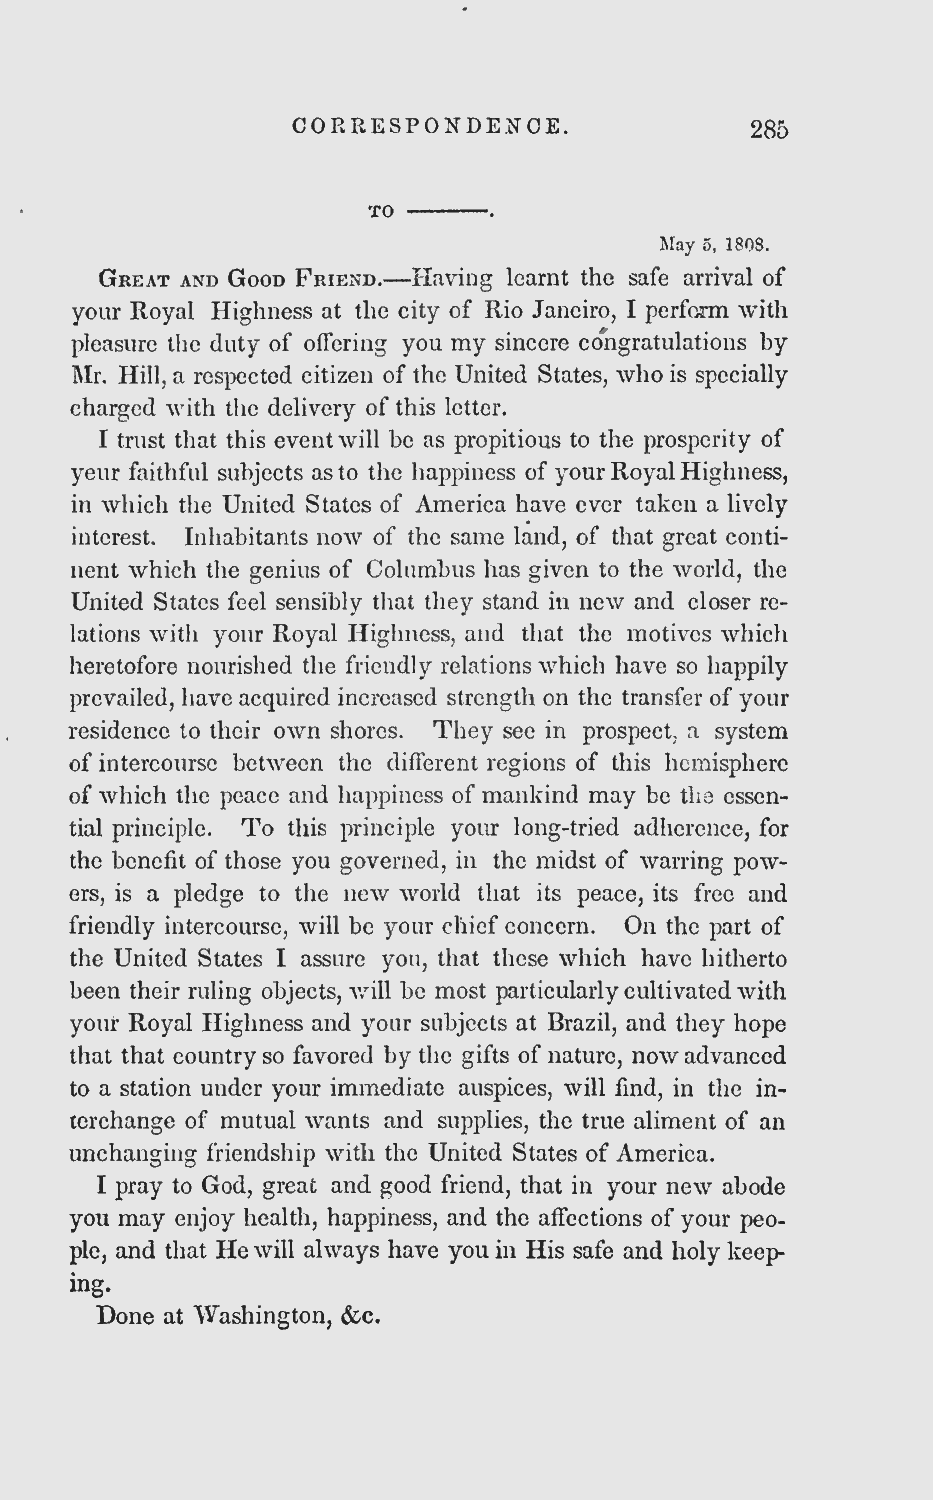 CORRESPONDENCE. 285
TO ———.
May 5, 1808.
GREAT AND GOOD FRIEND.—Having learnt the safe arrival of
your Royal Highness at the city of Rio Janeiro, I perform with
pleasure the duty of offering you my sincere congratulations by
Mr. Hill, a respected citizen of the United States, who is specially
charged with the delivery of this letter.
I trust that this event will be as propitious to the prosperity of
yeur faithful subjects as to the happiness of your Royal Highness,
in which the United States of America have ever taken a lively
interest. Inhabitants now of the same land, of that great conti-
nent which the genius of Columbus has given to the world, the
United States feel sensibly that they stand in new and closer re-
lations with your Royal Highness, and that the motives which
heretofore nourished the friendly relations which have so happily
prevailed, have acquired increased strength on the transfer of your
residence to their own shores. They see in prospect, a system
of intercourse between the different regions of this hemisphere
of which the peace and happiness of mankind may be the essen-
tial principle. To this principle your long-tried adherence, for
the benefit of those you governed, in the midst of warring pow-
ers, is a pledge to the new world that its peace, its free and
friendly intercourse, will be your chief concern. On the part of
the United States I assure you, that these which have hitherto
been their ruling objects, will be most particularly cultivated with
your Royal Highness and your subjects at Brazil, and they hope
that that country so favored by the gifts of nature, now advanced
to a station under your immediate auspices, will find, in the in-
terchange of mutual wants and supplies, the true aliment of an
unchanging friendship with the United States of America.
I pray to God, great and good friend, that in your new abode
you may enjoy health, happiness, and the affections of your peo-
ple, and that He will always have you in His safe and holy keep-
ing.
Done at Washington, &c.